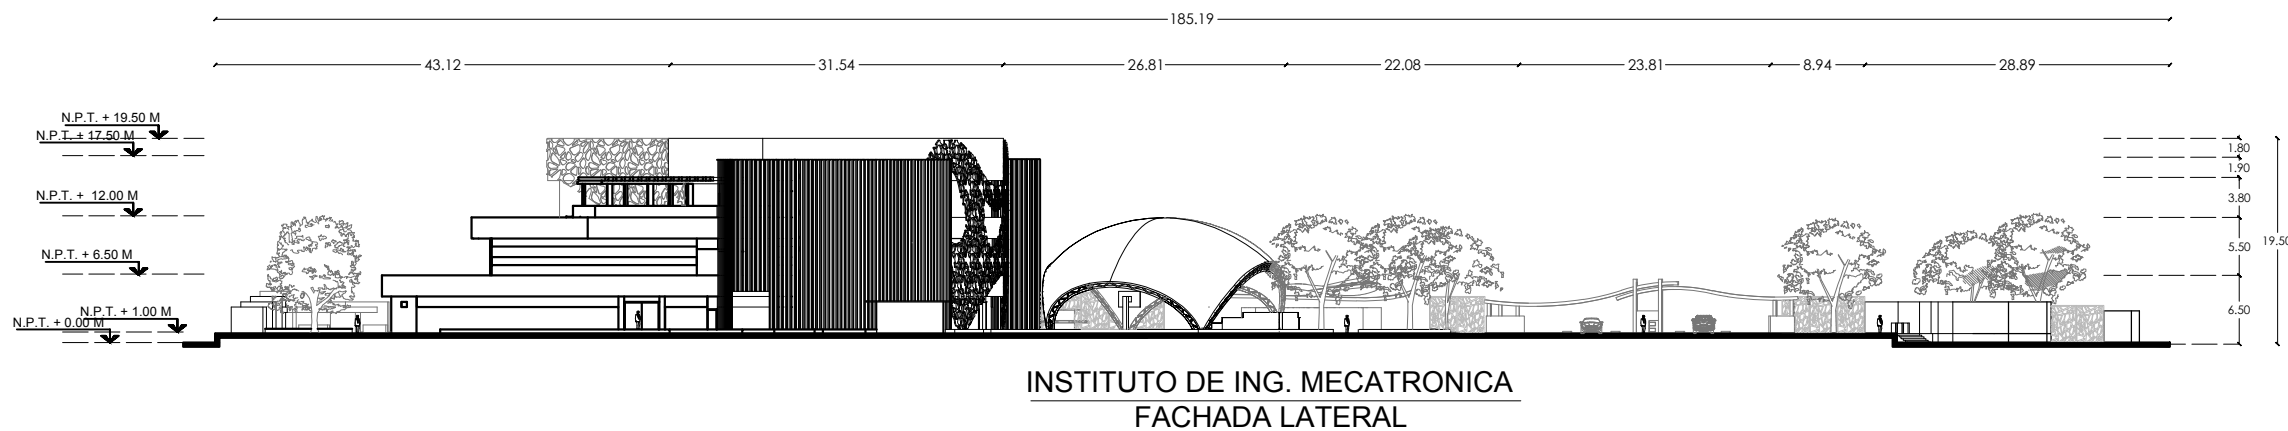 185.19
43.12 31.54 26.81 22.08 23.81 8.94 28.89
N.P.T. + 19.50 M
N.P.T. + 17.50 M
N.P.T. + 12.00 M
N.P.T. + 6.50 M
N.P.T. + 1.00 M
N.P.T. + 0.00 M
1.80
1.90
3.80
5.50
19.50
6.50
INSTITUTO DE ING. MECATRONICA
FACHADA LATERAL